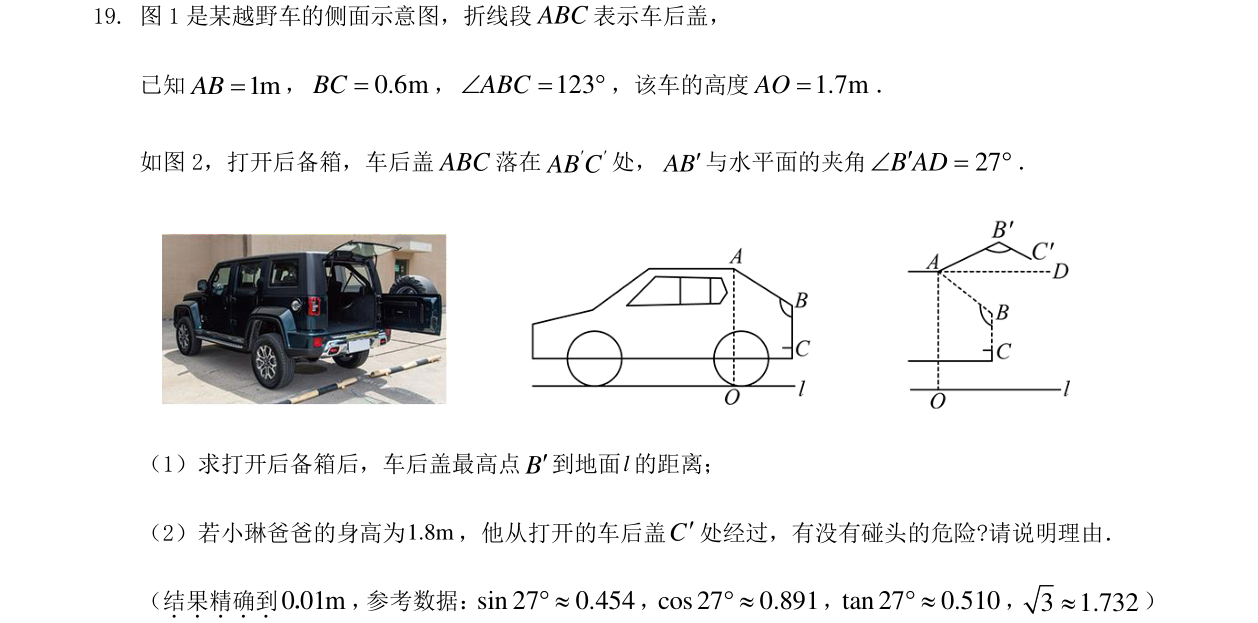 19. 图 1 是某越野车的侧面示意图，折线段 ABC 表示车后盖，
已知 AB = 1m， BC = 0.6m， ∠ABC = 123°，该车的高度 AO = 1.7m．
如图 2，打开后备箱，车后盖 ABC 落在 AB′C′ 处， AB′ 与水平面的夹角 ∠B′AD = 27°．
A
B
C
O
l
B′
C′
A
D
B
C
O
l
（1）求打开后备箱后，车后盖最高点 B′ 到地面 l 的距离；
（2）若小琳爸爸的身高为1.8m，他从打开的车后盖 C′ 处经过，有没有碰头的危险?请说明理由．
（结果精确到0.01m，参考数据：sin 27° ≈ 0.454，cos 27° ≈ 0.891，tan 27° ≈ 0.510，√3 ≈ 1.732）